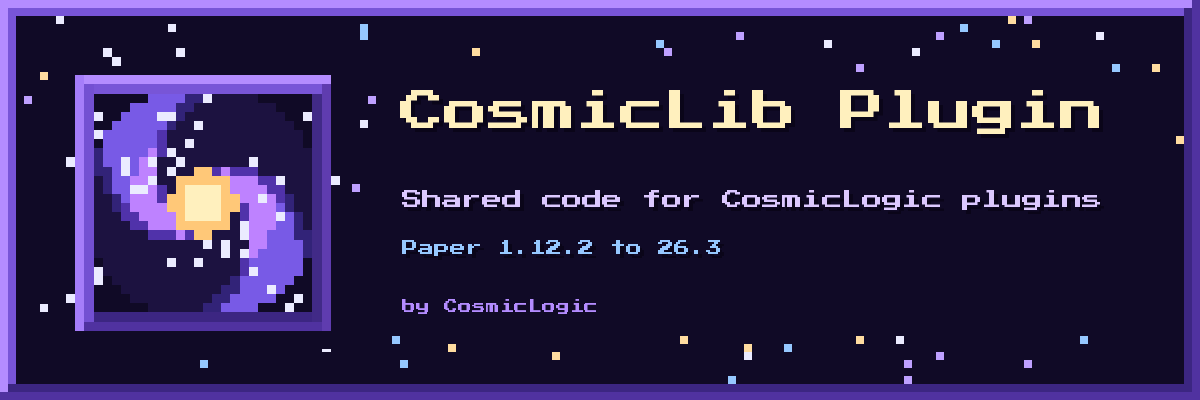 CosmicLib Plugin
Shared code for CosmicLogic plugins
Paper 1.12.2 to 26.3
by CosmicLogic